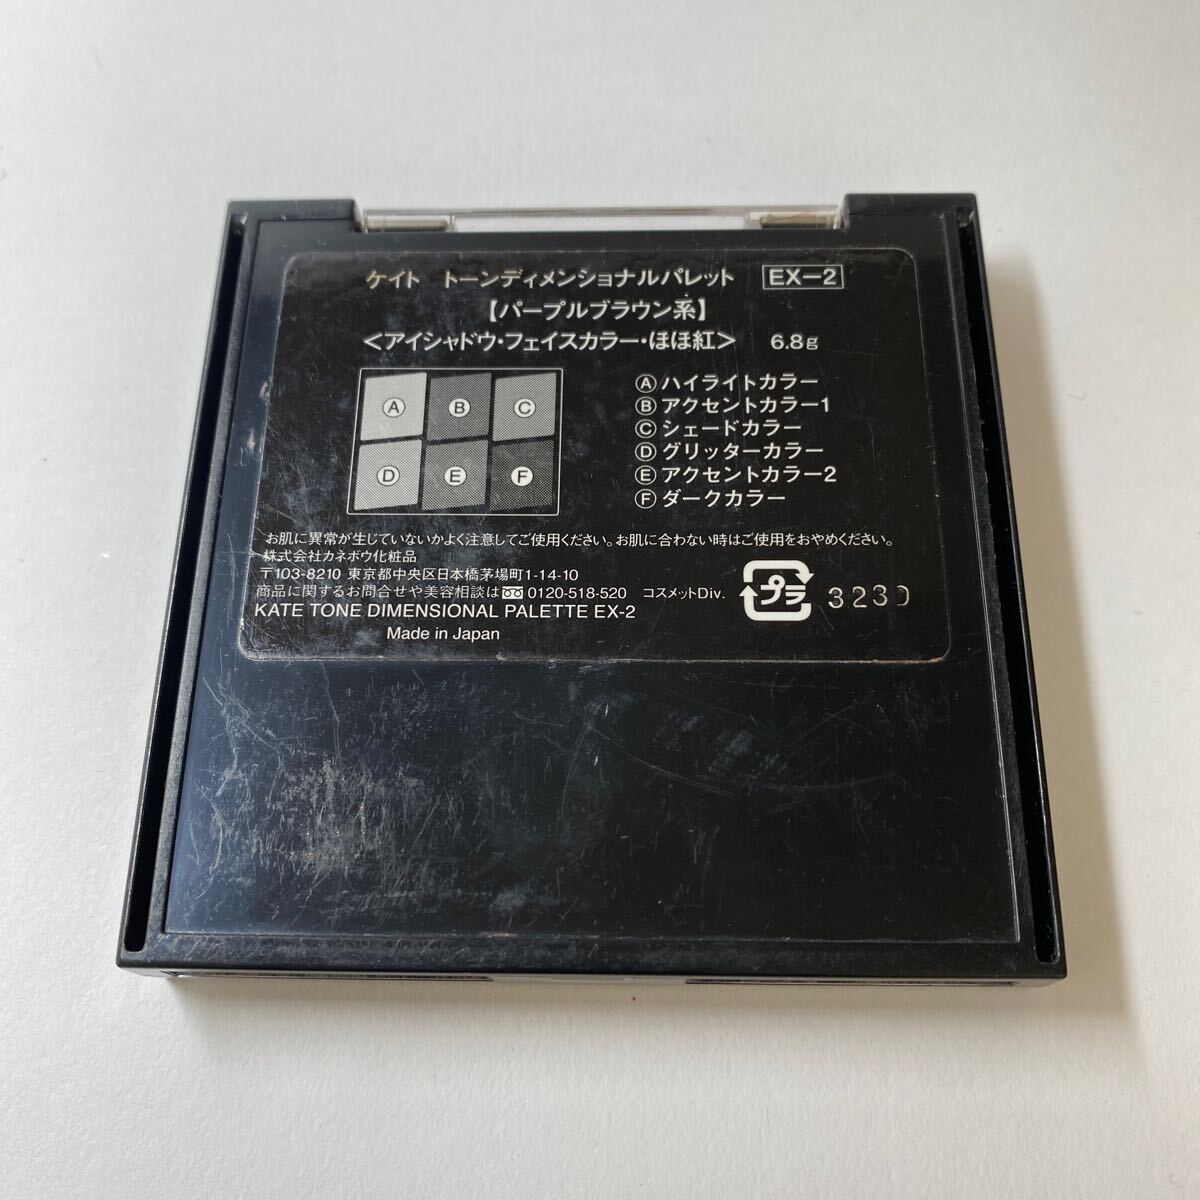 ケイト トーンディメンショナルパレット EX-2
【パープルブラウン系】
<アイシャドウ・フェイスカラー・ほほ紅> 6.8g
A B C
D E F
Ⓐハイライトカラー
Ⓑアクセントカラー1
Ⓒシェードカラー
Ⓓグリッターカラー
Ⓔアクセントカラー2
Ⓕダークカラー
お肌に異常が生じていないかよく注意してご使用ください。お肌に合わない時はご使用をおやめください。
株式会社カネボウ化粧品
〒103-8210 東京都中央区日本橋茅場町1-14-10
商品に関するお問合せや美容相談は 0120-518-520 コスメットDiv.
KATE TONE DIMENSIONAL PALETTE EX-2
Made in Japan
プラ
3230